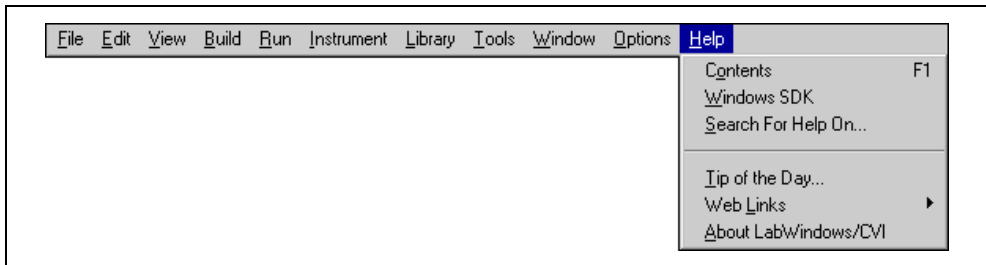 File Edit View Build Run Instrument Library Tools Window Options Help
Contents F1
Windows SDK
Search For Help On...
Tip of the Day...
Web Links
About LabWindows/CVI